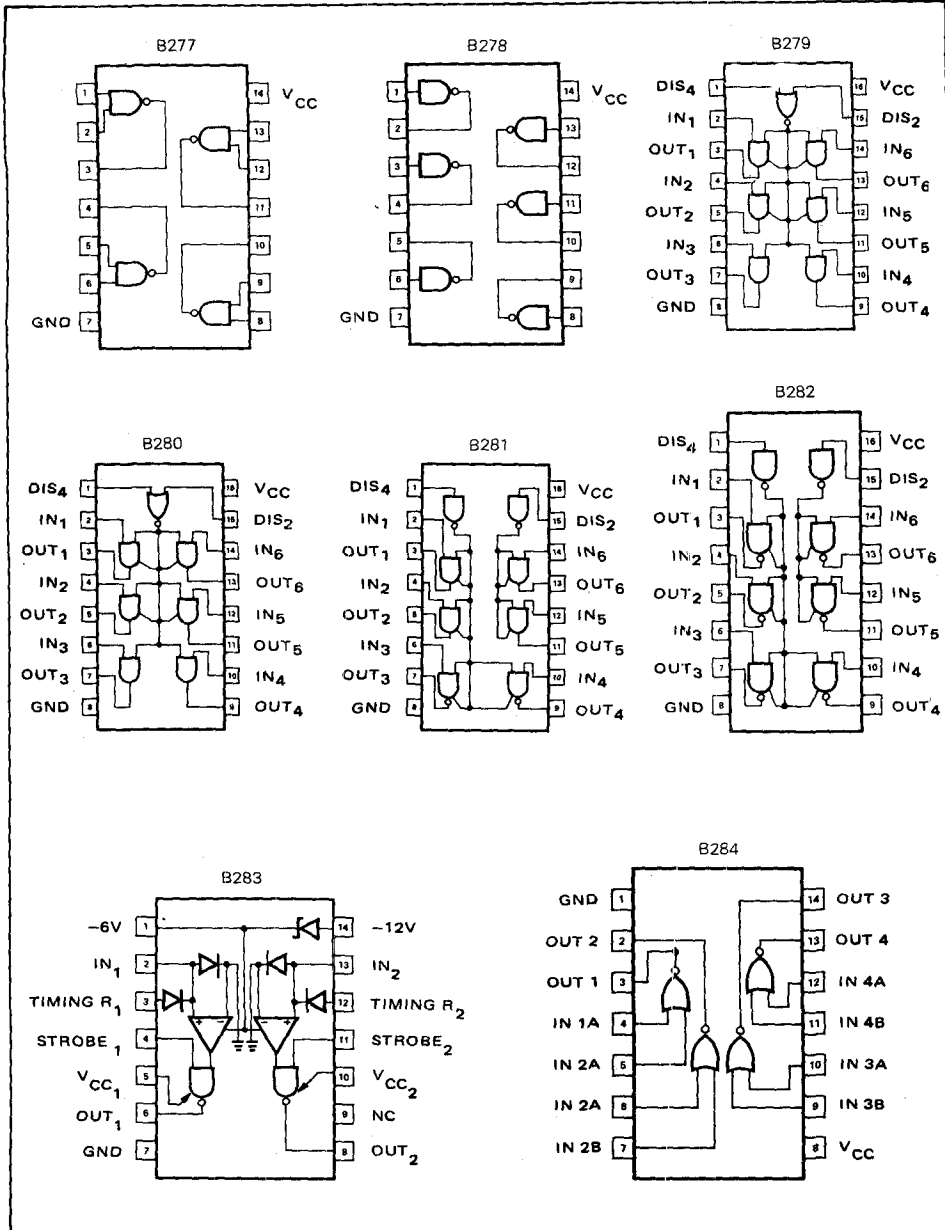 B277
1 14 VCC
2 13
3 12
4 11
5 10
6 9
GND 7 8
B278
1 14 VCC
2 13
3 12
4 11
5 10
6 9
GND 7 8
B279
DIS4 1 16 VCC
IN1 2 15 DIS2
OUT1 3 14 IN6
IN2 4 13 OUT6
OUT2 5 12 IN5
IN3 6 11 OUT5
OUT3 7 10 IN4
GND 8 9 OUT4
B280
DIS4 1 16 VCC
IN1 2 15 DIS2
OUT1 3 14 IN6
IN2 4 13 OUT6
OUT2 5 12 IN5
IN3 6 11 OUT5
OUT3 7 10 IN4
GND 8 9 OUT4
B281
DIS4 1 16 VCC
IN1 2 15 DIS2
OUT1 3 14 IN6
IN2 4 13 OUT6
OUT2 5 12 IN5
IN3 6 11 OUT5
OUT3 7 10 IN4
GND 8 9 OUT4
B282
DIS4 1 16 VCC
IN1 2 15 DIS2
OUT1 3 14 IN6
IN2 4 13 OUT6
OUT2 5 12 IN5
IN3 6 11 OUT5
OUT3 7 10 IN4
GND 8 9 OUT4
B283
-6V 1 14 -12V
IN1 2 13 IN2
TIMING R1 3 12 TIMING R2
STROBE1 4 11 STROBE2
VCC1 5 10 VCC2
OUT1 6 9 NC
GND 7 8 OUT2
+ - - +
B284
GND 1 14 OUT 3
OUT 2 2 13 OUT 4
OUT 1 3 12 IN 4A
IN 1A 4 11 IN 4B
IN 2A 5 10 IN 3A
IN 2A 6 9 IN 3B
IN 2B 7 8 VCC